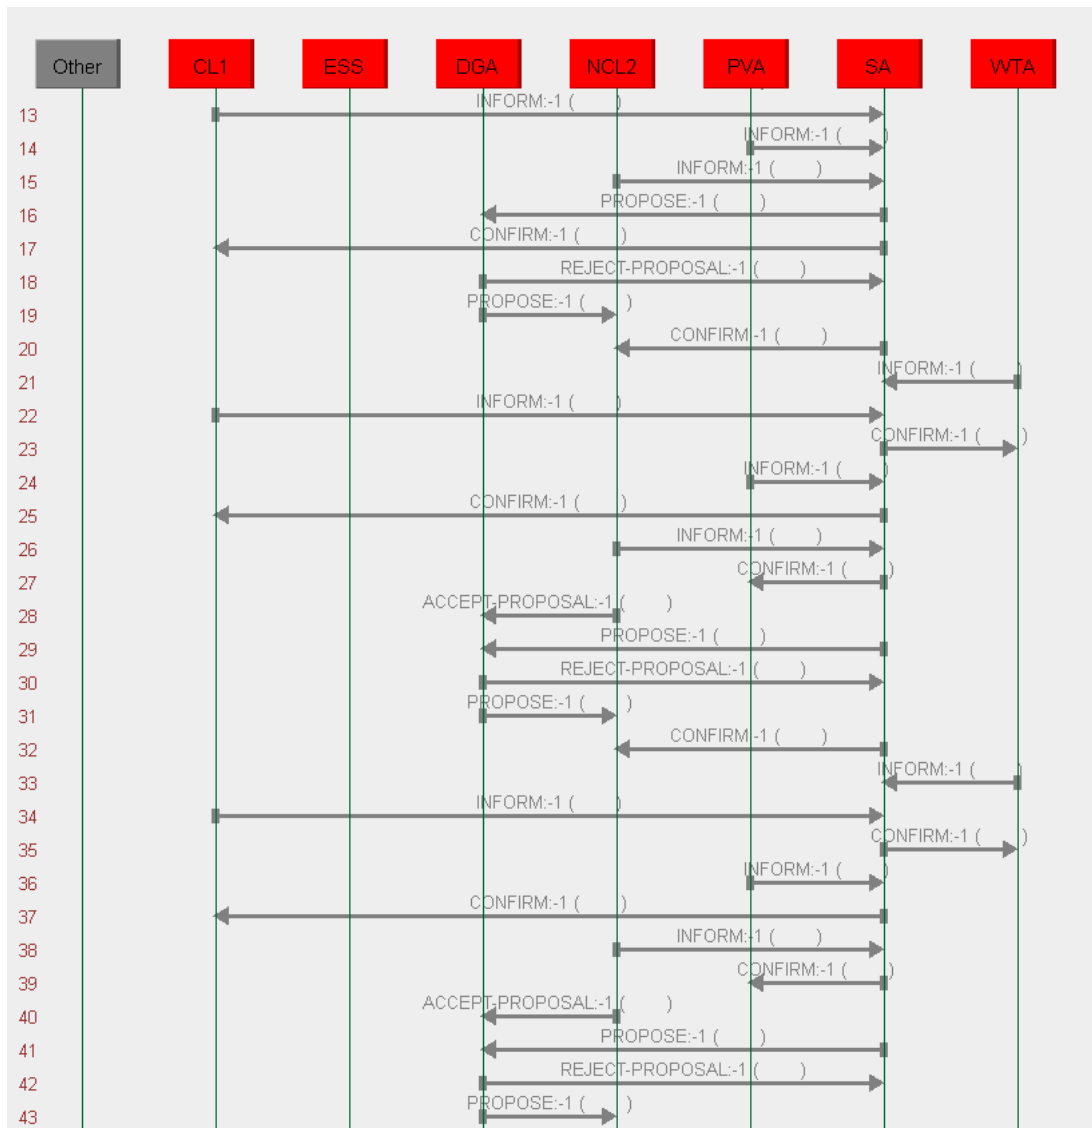 Other CL1 ESS DGA NCL2 PVA SA WTA
13 INFORM:-1 ( )
14 INFORM:-1 ( )
15 INFORM:-1 ( )
16 PROPOSE:-1 ( )
17 CONFIRM:-1 ( )
18 REJECT-PROPOSAL:-1 ( )
19 PROPOSE:-1 ( )
20 CONFIRM:-1 ( )
21 INFORM:-1 ( )
22 INFORM:-1 ( )
23 CONFIRM:-1 ( )
24 INFORM:-1 ( )
25 CONFIRM:-1 ( )
26 INFORM:-1 ( )
27 CONFIRM:-1 ( )
28 ACCEPT-PROPOSAL:-1 ( )
29 PROPOSE:-1 ( )
30 REJECT-PROPOSAL:-1 ( )
31 PROPOSE:-1 ( )
32 CONFIRM:-1 ( )
33 INFORM:-1 ( )
34 INFORM:-1 ( )
35 CONFIRM:-1 ( )
36 INFORM:-1 ( )
37 CONFIRM:-1 ( )
38 INFORM:-1 ( )
39 CONFIRM:-1 ( )
40 ACCEPT-PROPOSAL:-1 ( )
41 PROPOSE:-1 ( )
42 REJECT-PROPOSAL:-1 ( )
43 PROPOSE:-1 ( )